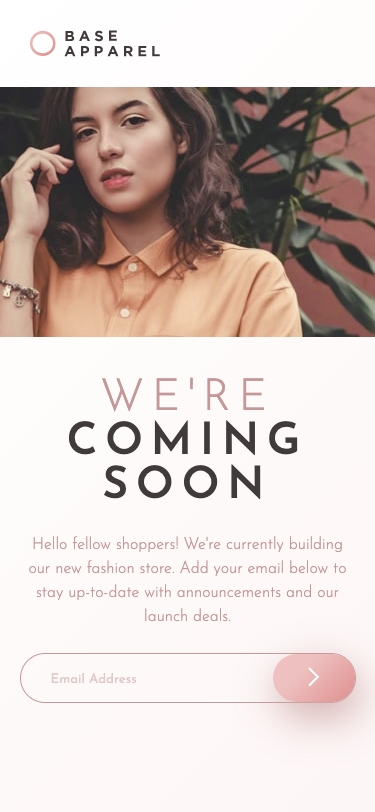 BASE
APPAREL
WE'RE
COMING
SOON
Hello fellow shoppers! We're currently building
our new fashion store. Add your email below to
stay up-to-date with announcements and our
launch deals.
Email Address